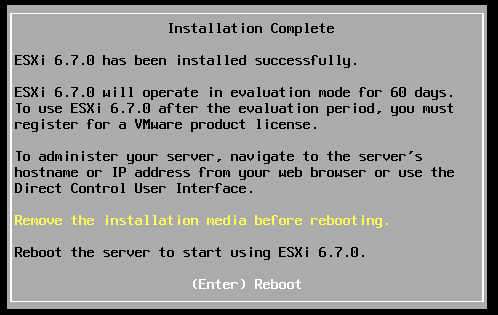 Installation Complete
ESXi 6.7.0 has been installed successfully.
ESXi 6.7.0 will operate in evaluation mode for 60 days.
To use ESXi 6.7.0 after the evaluation period, you must
register for a VMware product license.
To administer your server, navigate to the server's
hostname or IP address from your web browser or use the
Direct Control User Interface.
Remove the installation media before rebooting.
Reboot the server to start using ESXi 6.7.0.
(Enter) Reboot